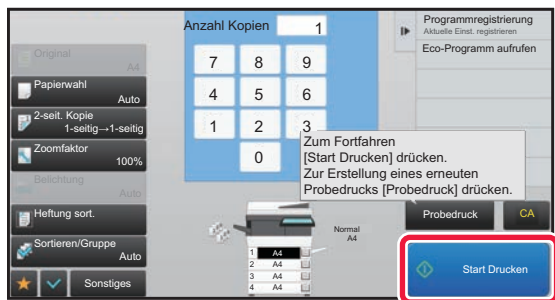 Anzahl Kopien 1
Programmregistrierung
Aktuelle Einst. registrieren
Eco-Programm aufrufen
Original
A4
Papierwahl
Auto
2-seit. Kopie
1-seitig→1-seitig
Zoomfaktor
100%
Belichtung
Auto
Heftung sort.
Sortieren/Gruppe
Auto
Sonstiges
7 8 9
4 5 6
1 2 3
0
Zum Fortfahren
[Start Drucken] drücken.
Zur Erstellung eines erneuten
Probedrucks [Probedruck] drücken.
Normal
A4
1 A4
2 A4
3 A4
4 A4
Probedruck
CA
Start Drucken